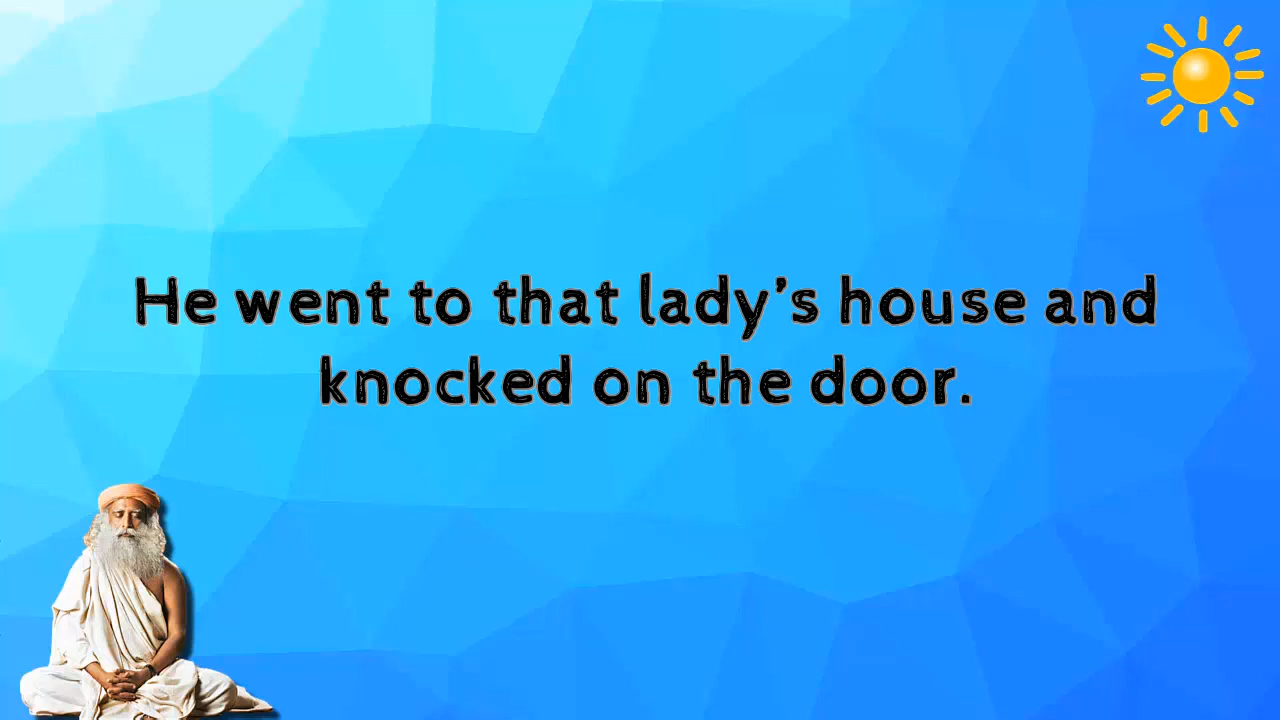 He went to that lady’s house and
knocked on the door.